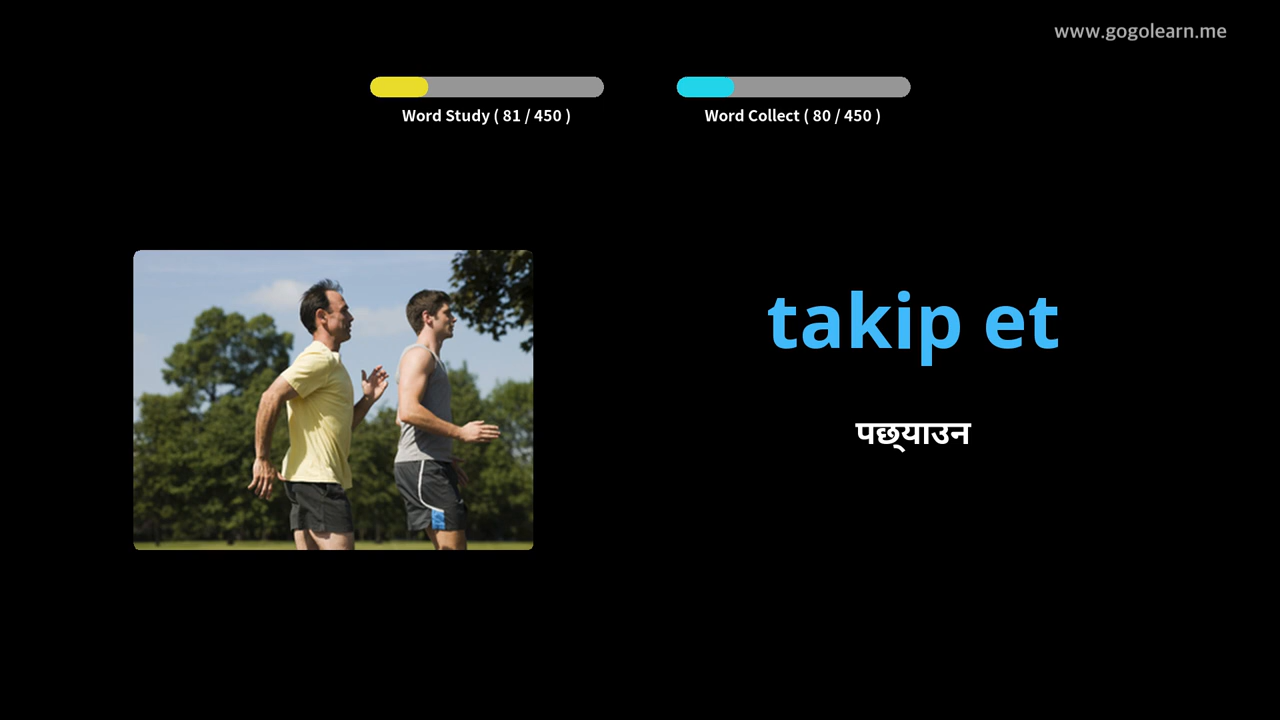 www.gogolearn.me
Word Study ( 81 / 450 )
Word Collect ( 80 / 450 )
takip et
पछ्याउन